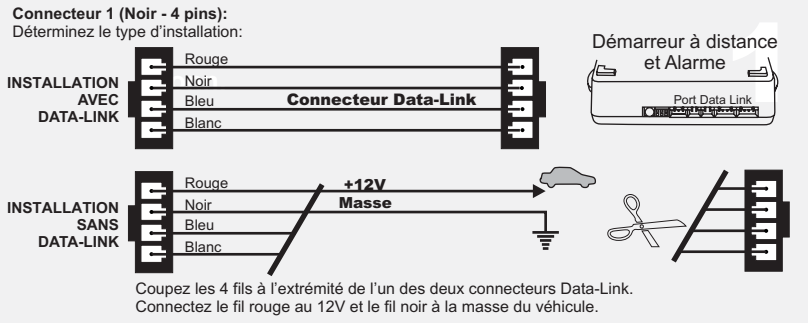 Connecteur 1 (Noir - 4 pins):
Déterminez le type d'installation:
INSTALLATION
AVEC
DATA-LINK
Rouge
Noir
Bleu
Blanc
Connecteur Data-Link
Démarreur à distance
et Alarme
Port Data Link
1
INSTALLATION
SANS
DATA-LINK
Rouge
Noir
Bleu
Blanc
+12V
Masse
Coupez les 4 fils à l'extrémité de l'un des deux connecteurs Data-Link.
Connectez le fil rouge au 12V et le fil noir à la masse du véhicule.